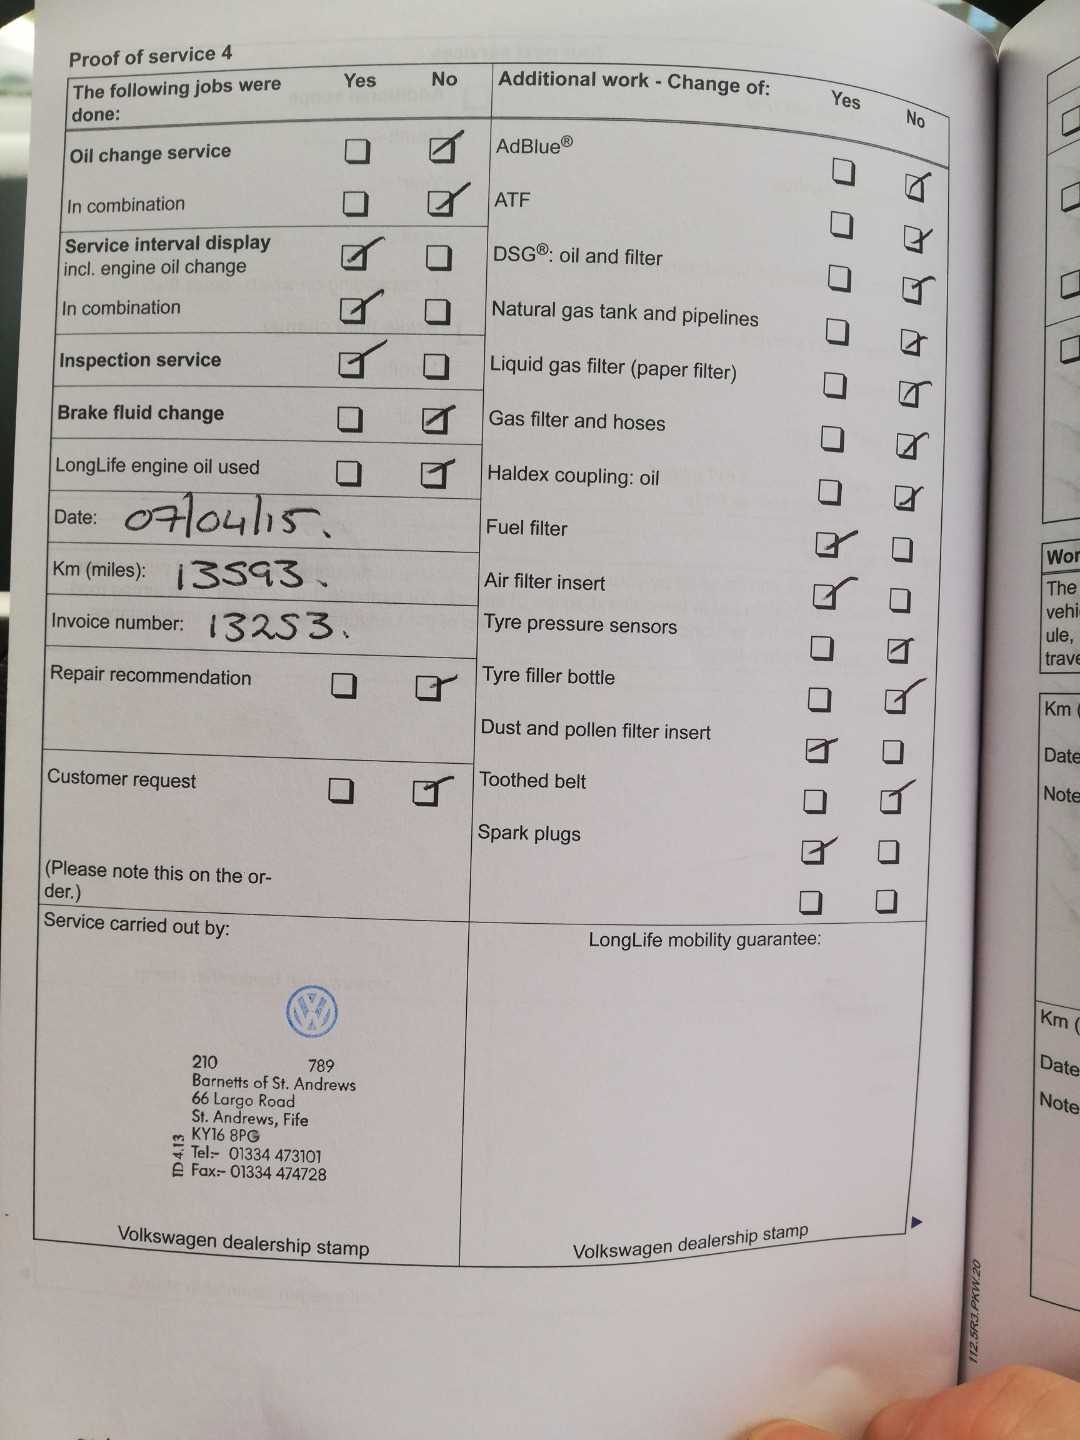 Proof of service 4
The following jobs were done: Yes No
Oil change service
In combination
Service interval display
incl. engine oil change
In combination
Inspection service
Brake fluid change
LongLife engine oil used
Date: 07/04/15.
Km (miles): 13593.
Invoice number: 13253.
Repair recommendation
Customer request
(Please note this on the or-
der.)
Additional work - Change of: Yes No
AdBlue®
ATF
DSG®: oil and filter
Natural gas tank and pipelines
Liquid gas filter (paper filter)
Gas filter and hoses
Haldex coupling: oil
Fuel filter
Air filter insert
Tyre pressure sensors
Tyre filler bottle
Dust and pollen filter insert
Toothed belt
Spark plugs
Service carried out by:
210 789
Barnetts of St. Andrews
66 Largo Road
St. Andrews, Fife
KY16 8PG
Tel:- 01334 473101
Fax:- 01334 474728
ID 4.13
Volkswagen dealership stamp
LongLife mobility guarantee:
Volkswagen dealership stamp
112.5R3.PKW.20
The
vehi
ule,
trave
Km (
Date
Note
Km (
Date
Note